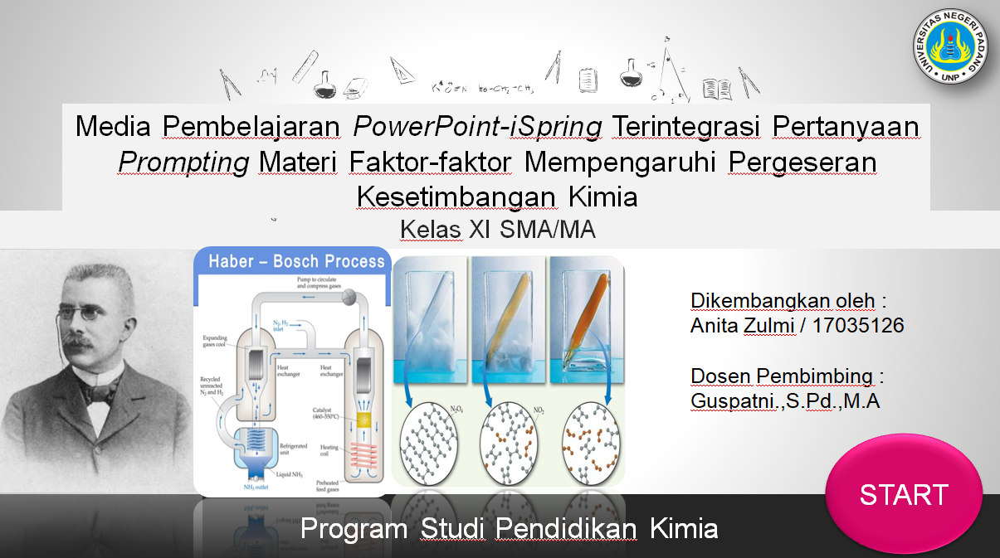 UNIVERSITAS NEGERI PADANG
UNP
Media Pembelajaran PowerPoint-iSpring Terintegrasi Pertanyaan
Prompting Materi Faktor-faktor Mempengaruhi Pergeseran
Kesetimbangan Kimia
Kelas XI SMA/MA
Haber – Bosch Process
Pump to circulate
and compress gases
N₂, H₂
inlet
Expanding
gases cool
Heat
exchanger
Heat
exchanger
Recycled
unreacted
N₂ and H₂
Catalyst
(460–550°C)
Refrigerated
unit
Heating
coil
Liquid NH₃
NH₃ outlet
Preheated
feed gases
N₂O₄
NO₂
Dikembangkan oleh :
Anita Zulmi / 17035126
Dosen Pembimbing :
Guspatni.,S.Pd.,M.A
START
Program Studi Pendidikan Kimia